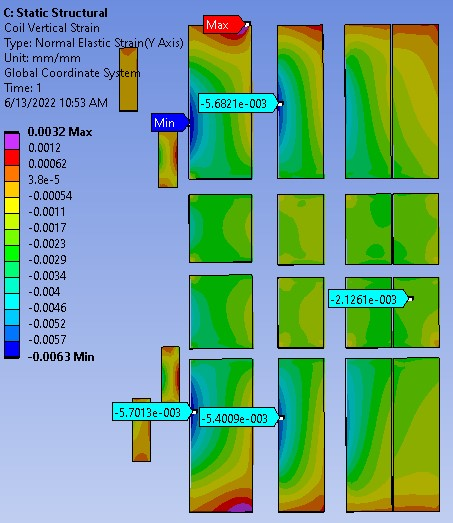 C: Static Structural
Coil Vertical Strain
Type: Normal Elastic Strain(Y Axis)
Unit: mm/mm
Global Coordinate System
Time: 1
6/13/2022 10:53 AM
Max
-5.6821e-003
Min
0.0032 Max
0.0012
0.00062
3.8e-5
-0.00054
-0.0011
-0.0017
-0.0023
-0.0029
-0.0034
-0.004
-0.0046
-0.0052
-0.0057
-0.0063 Min
-2.1261e-003
-5.7013e-003
-5.4009e-003